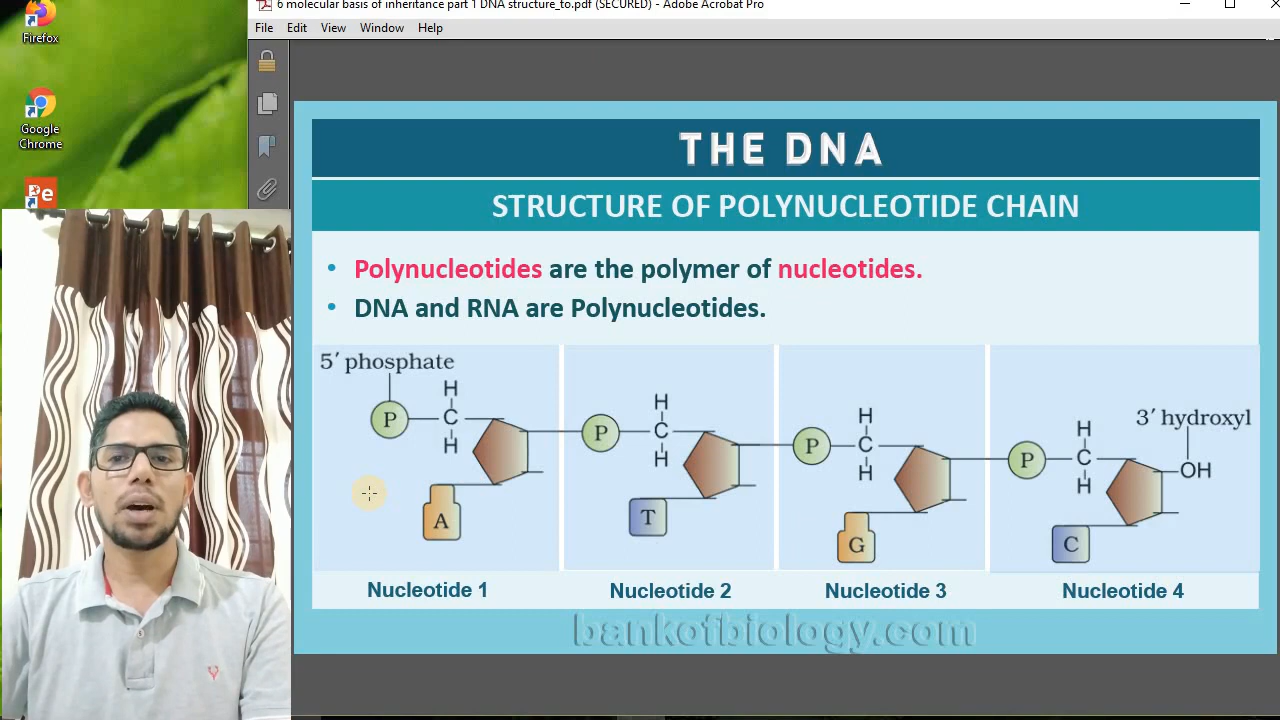 6 molecular basis of inheritance part 1 DNA structure_to.pdf (SECURED) - Adobe Acrobat Pro
File Edit View Window Help
Firefox
Google
Chrome
Pe
THE DNA
STRUCTURE OF POLYNUCLEOTIDE CHAIN
• Polynucleotides are the polymer of nucleotides.
• DNA and RNA are Polynucleotides.
5′ phosphate
3′ hydroxyl
H H H H
P C P C P C P C OH
H H H H
A T G C
Nucleotide 1 Nucleotide 2 Nucleotide 3 Nucleotide 4
bankofbiology.com